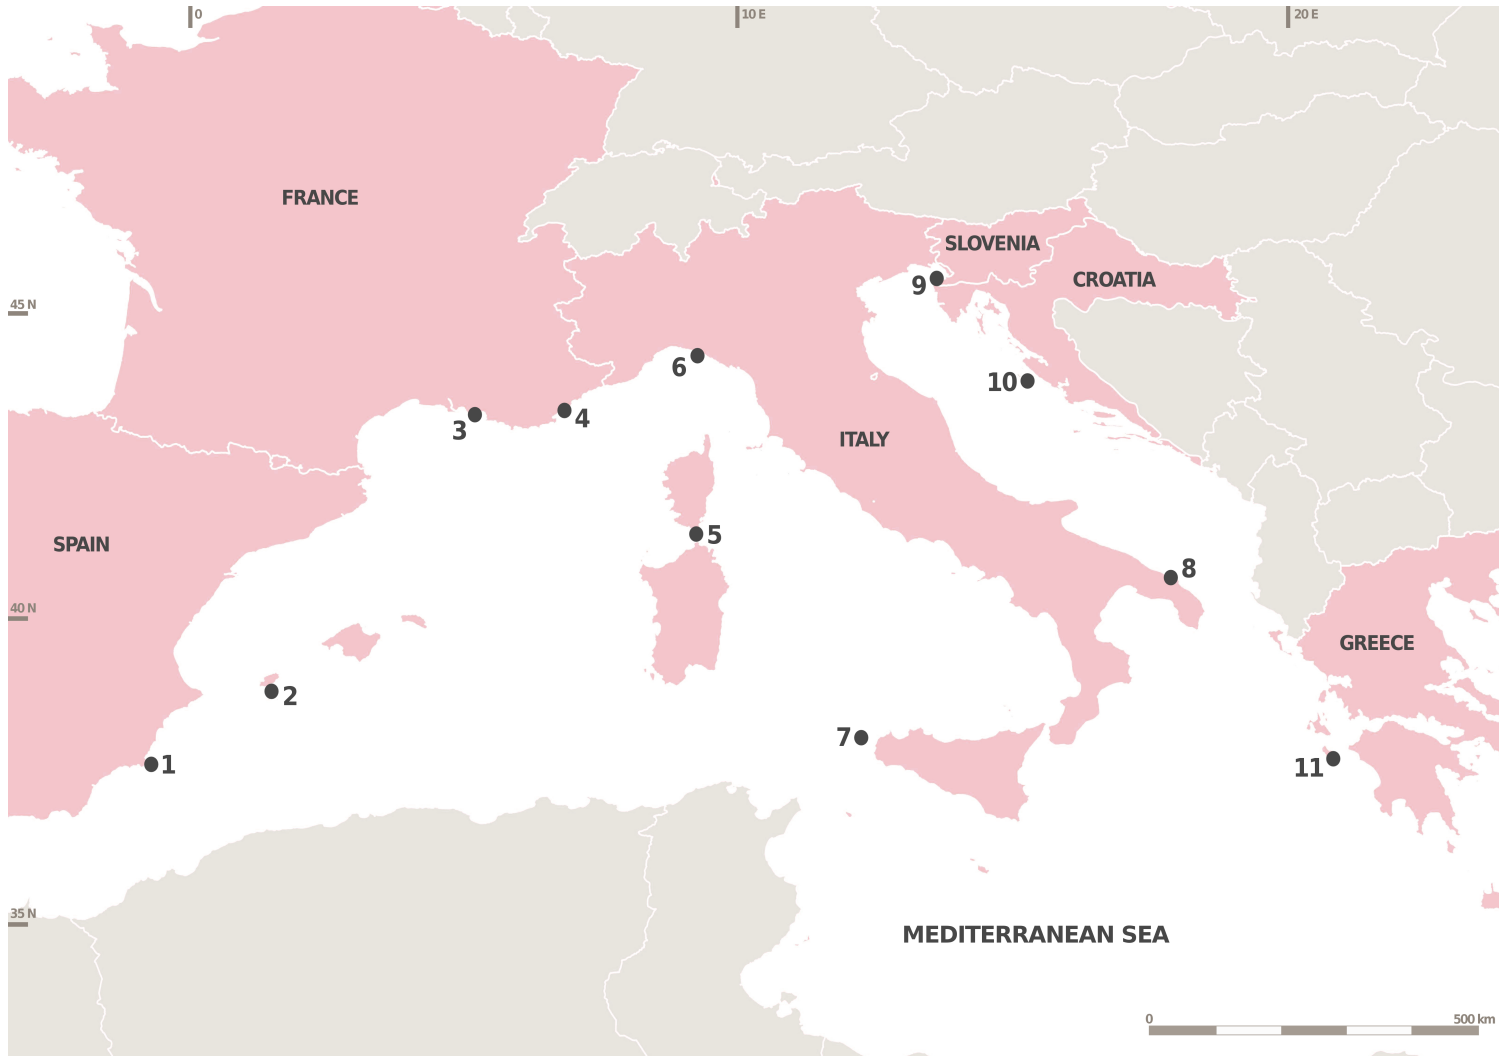 0
10 E
20 E
FRANCE
SLOVENIA
CROATIA
9
45 N
6
10
3
4
ITALY
SPAIN
5
8
40 N
GREECE
2
7
1
11
35 N
MEDITERRANEAN SEA
0
500 km